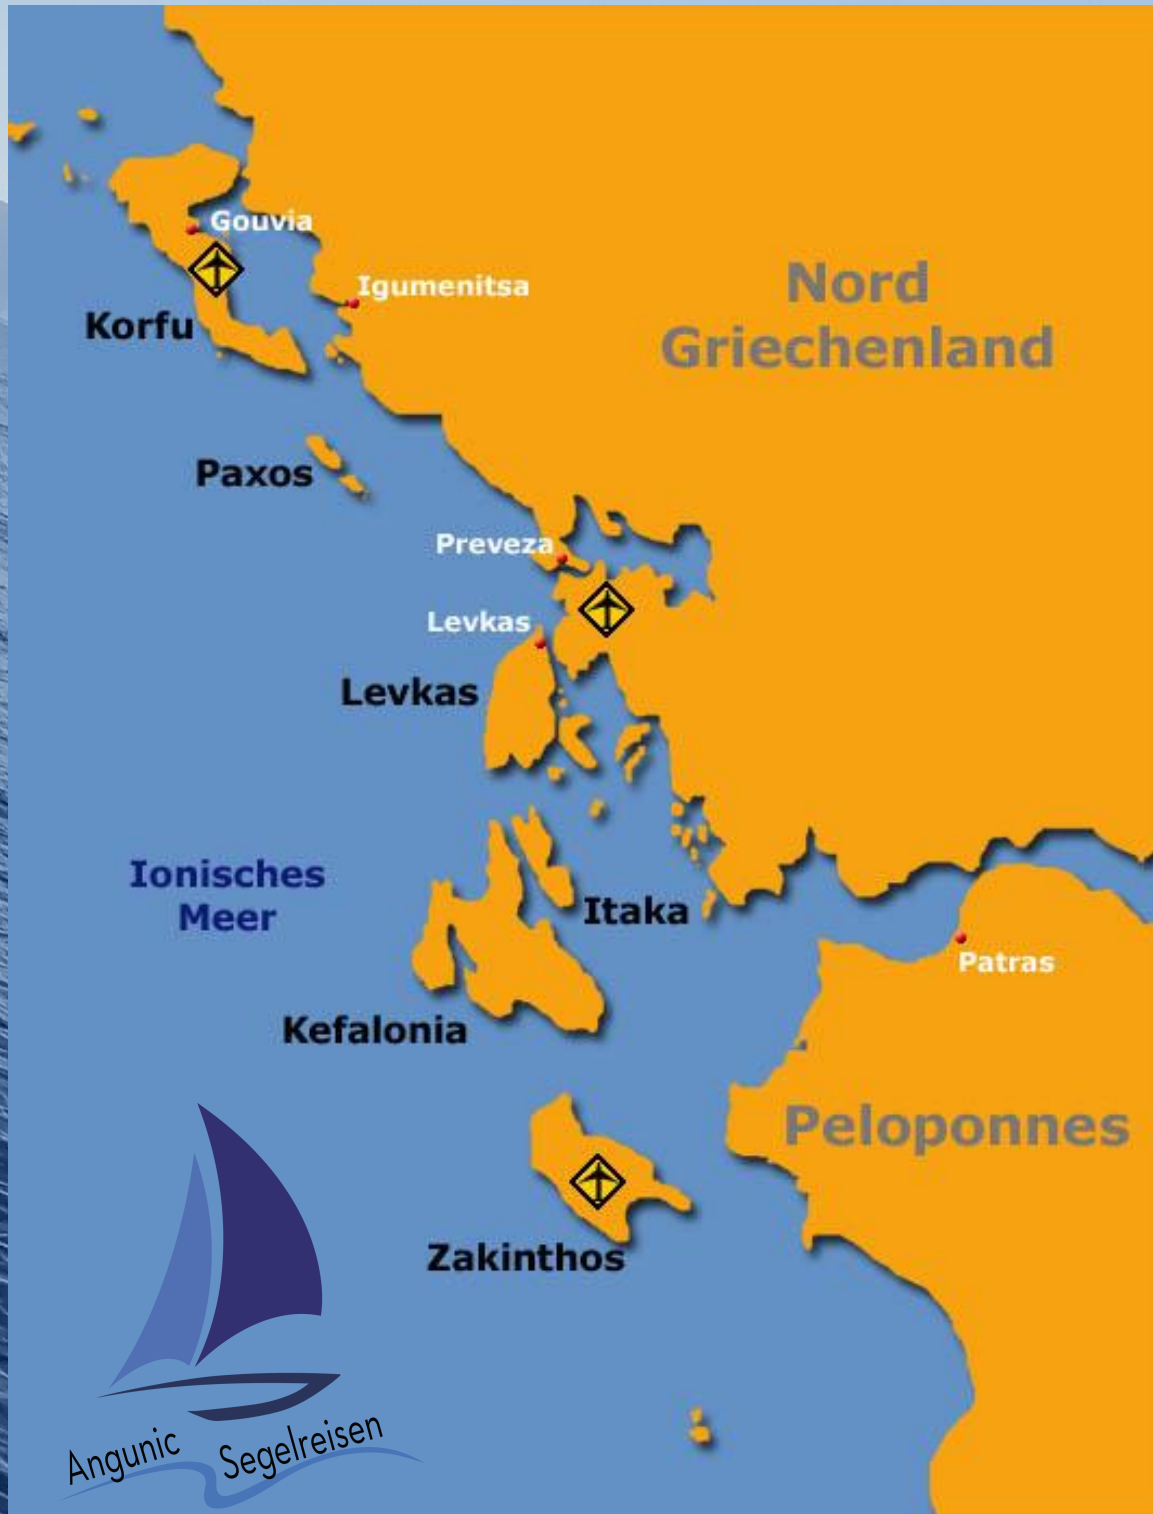 Gouvia
Igumenitsa
Nord
Griechenland
Korfu
Paxos
Preveza
Levkas
Levkas
Ionisches
Meer
Itaka
Patras
Kefalonia
Peloponnes
Zakinthos
Angunic Segelreisen